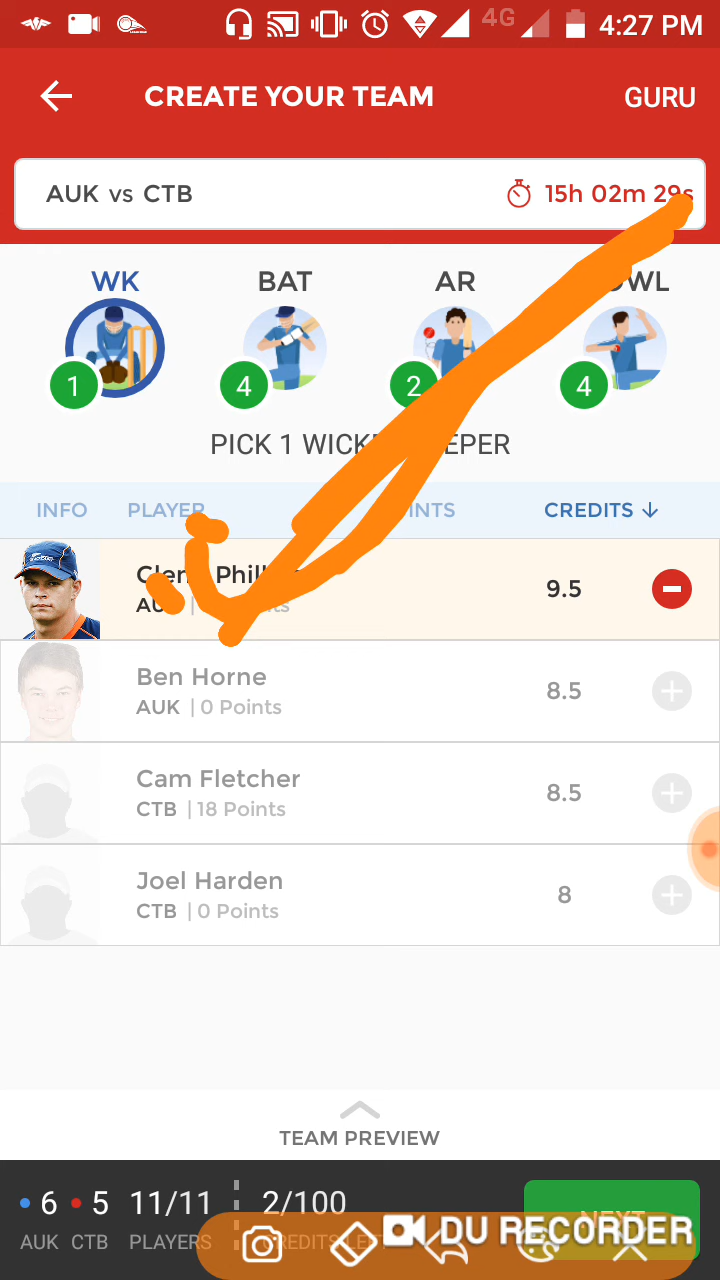 4G 4:27 PM
CREATE YOUR TEAM GURU
AUK vs CTB 15h 02m 29s
WK BAT AR
1 4 2 4
PICK 1
INFO PLAYER CREDITS ↓
9.5
Ben Horne
AUK | 0 Points
8.5
Cam Fletcher
CTB | 18 Points
8.5
Joel Harden
CTB | 0 Points
8
TEAM PREVIEW
6 5 11/11 2/100
AUK CTB PLAYERS
DU RECORDER